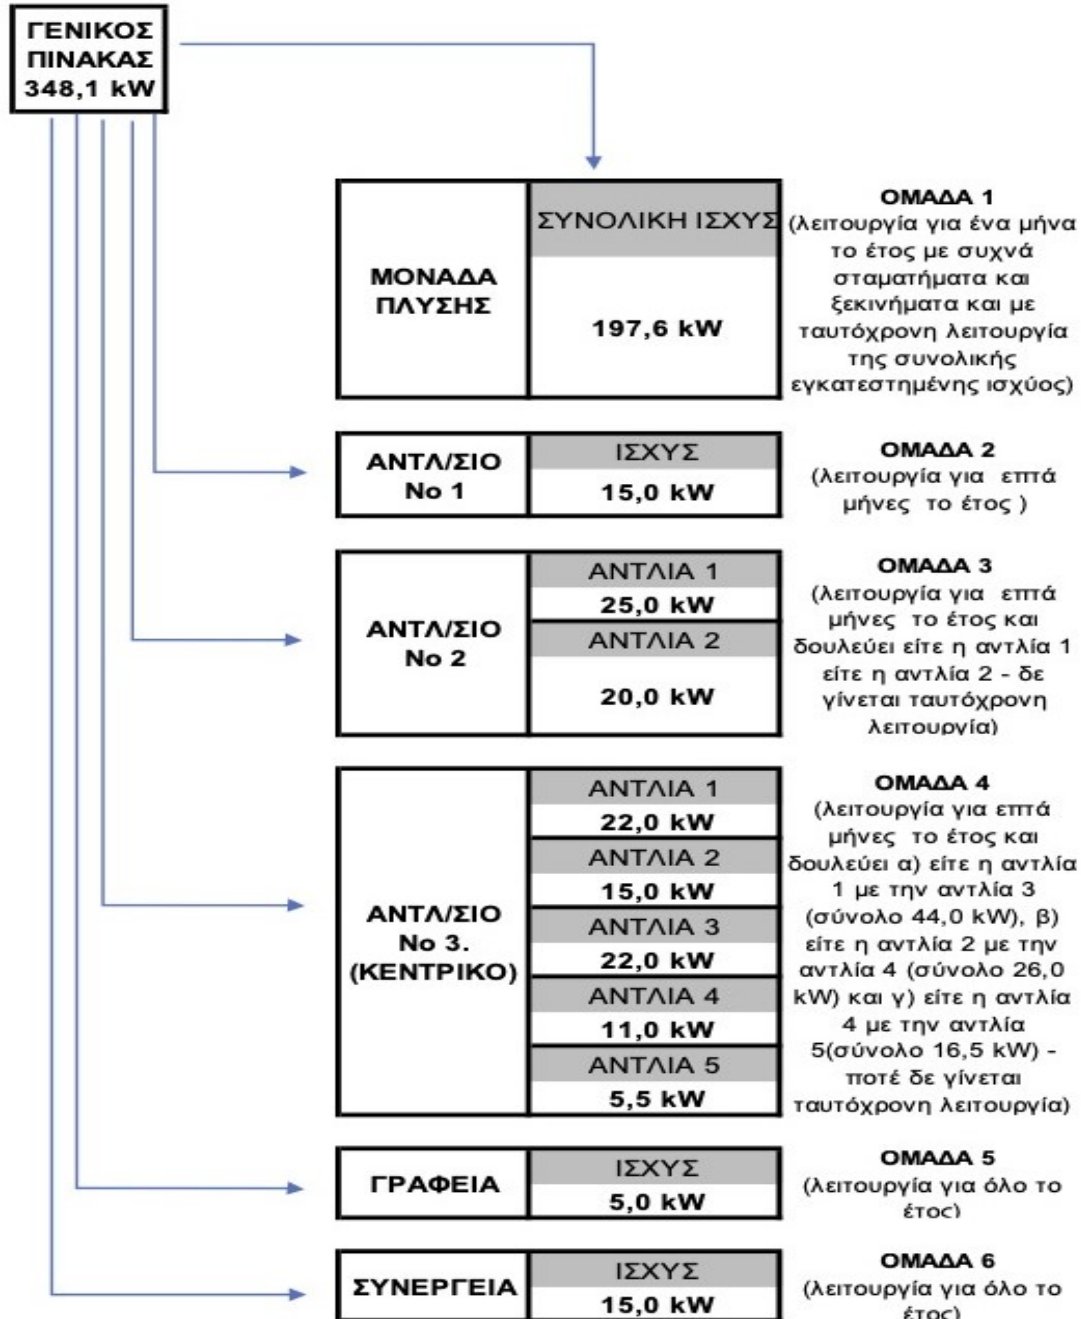 ΓΕΝΙΚΟΣ
ΠΙΝΑΚΑΣ
348,1 kW
ΜΟΝΑΔΑ
ΠΛΥΣΗΣ
ΣΥΝΟΛΙΚΗ ΙΣΧΥΣ
197,6 kW
ΟΜΑΔΑ 1
(λειτουργία για ένα μήνα
το έτος με συχνά
σταματήματα και
ξεκινήματα και με
ταυτόχρονη λειτουργία
της συνολικής
εγκατεστημένης ισχύος)
ΑΝΤΛ/ΣΙΟ
Νο 1
ΙΣΧΥΣ
15,0 kW
ΟΜΑΔΑ 2
(λειτουργία για επτά
μήνες το έτος )
ΑΝΤΛ/ΣΙΟ
Νο 2
ΑΝΤΛΙΑ 1
25,0 kW
ΑΝΤΛΙΑ 2
20,0 kW
ΟΜΑΔΑ 3
(λειτουργία για επτά
μήνες το έτος και
δουλεύει είτε η αντλία 1
είτε η αντλία 2 - δε
γίνεται ταυτόχρονη
λειτουργία)
ΑΝΤΛ/ΣΙΟ
Νο 3.
(ΚΕΝΤΡΙΚΟ)
ΑΝΤΛΙΑ 1
22,0 kW
ΑΝΤΛΙΑ 2
15,0 kW
ΑΝΤΛΙΑ 3
22,0 kW
ΑΝΤΛΙΑ 4
11,0 kW
ΑΝΤΛΙΑ 5
5,5 kW
ΟΜΑΔΑ 4
(λειτουργία για επτά
μήνες το έτος και
δουλεύει α) είτε η αντλία
1 με την αντλία 3
(σύνολο 44,0 kW), β)
είτε η αντλία 2 με την
αντλία 4 (σύνολο 26,0
kW) και γ) είτε η αντλία
4 με την αντλία
5(σύνολο 16,5 kW) -
ποτέ δε γίνεται
ταυτόχρονη λειτουργία)
ΓΡΑΦΕΙΑ
ΙΣΧΥΣ
5,0 kW
ΟΜΑΔΑ 5
(λειτουργία για όλο το
έτος)
ΣΥΝΕΡΓΕΙΑ
ΙΣΧΥΣ
15,0 kW
ΟΜΑΔΑ 6
(λειτουργία για όλο το
έτος)